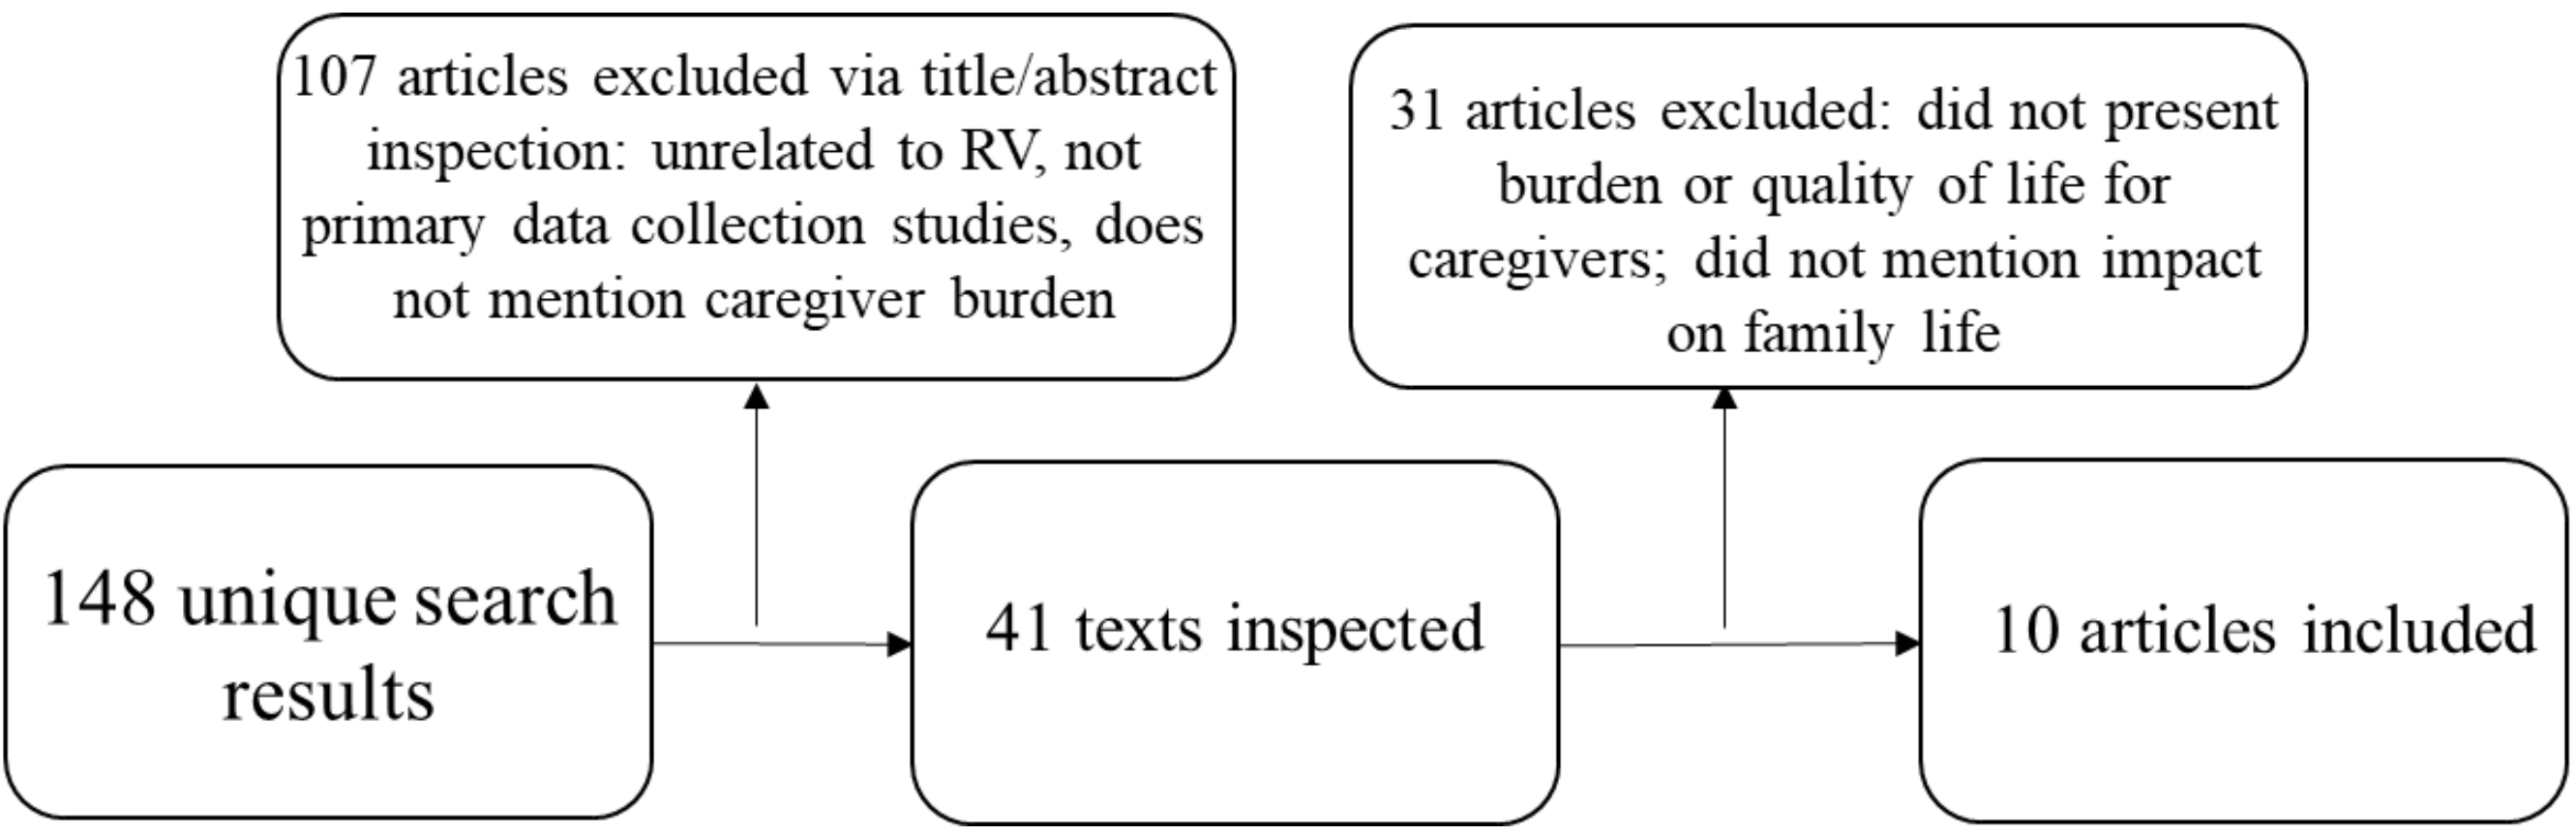 107 articles excluded via title/abstract
inspection: unrelated to RV, not
primary data collection studies, does
not mention caregiver burden
31 articles excluded: did not present
burden or quality of life for
caregivers; did not mention impact
on family life
148 unique search
results
41 texts inspected
10 articles included